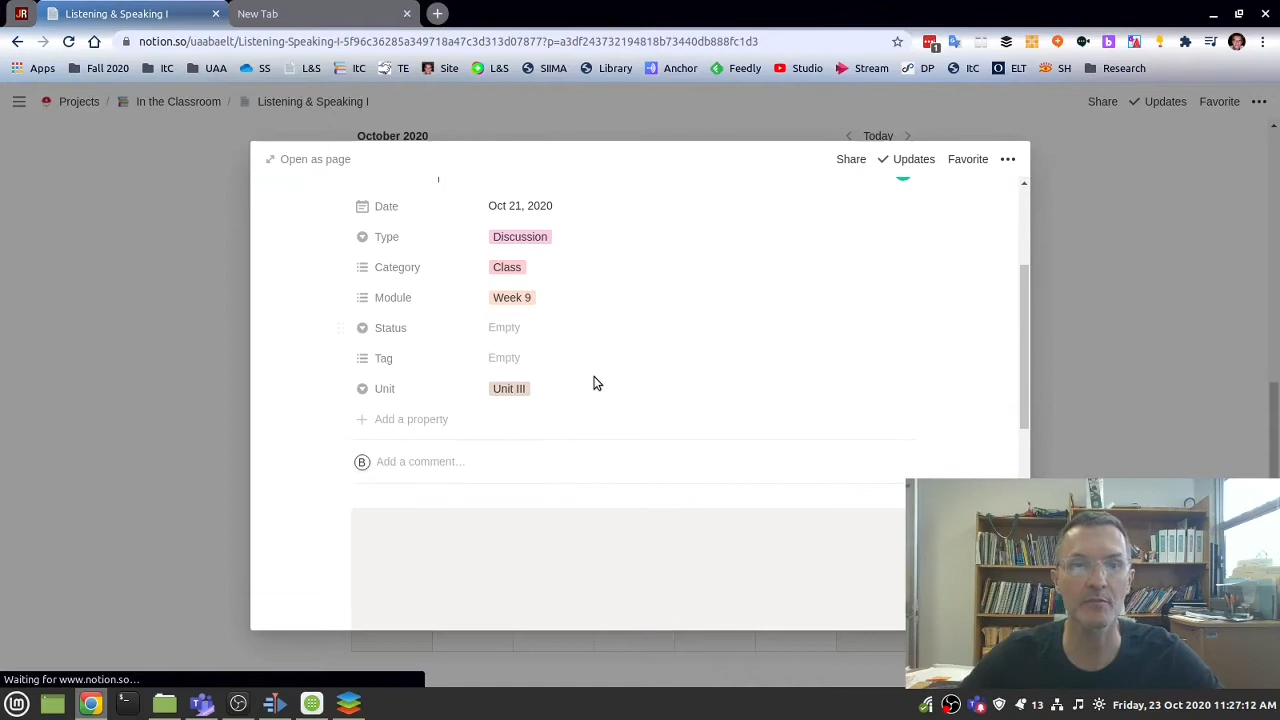 Listening & Speaking I
New Tab
notion.so/uaabaelt/Listening-Speaking-I-5f96c36285a349718a47c3d313d07877?p=a3df243732194818b73440db888fc1d3
1
Apps Fall 2020 ItC UAA SS L&S ItC TE Site L&S SIIMA Library Anchor Feedly Studio Stream DP ItC ELT SH Research
Projects / In the Classroom / Listening & Speaking I
Share Updates Favorite
October 2020
Today
Open as page
Share Updates Favorite
Date Oct 21, 2020
Type Discussion
Category Class
Module Week 9
Status Empty
Tag Empty
Unit Unit III
Add a property
B Add a comment…
Waiting for www.notion.so…
13 Friday, 23 Oct 2020 11:27:12 AM